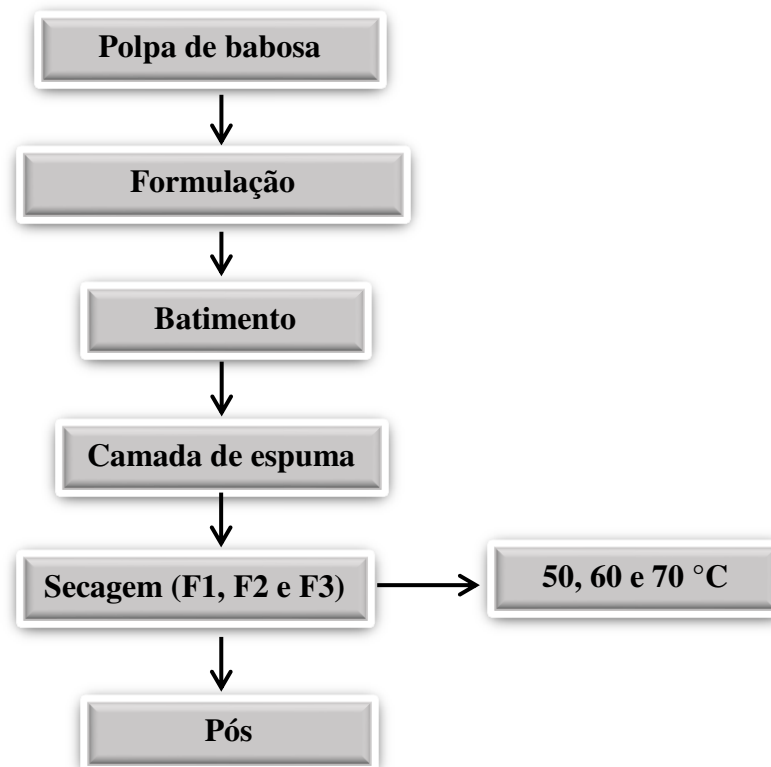 Polpa de babosa
Formulação
Batimento
Camada de espuma
Secagem (F1, F2 e F3)
50, 60 e 70 °C
Pós